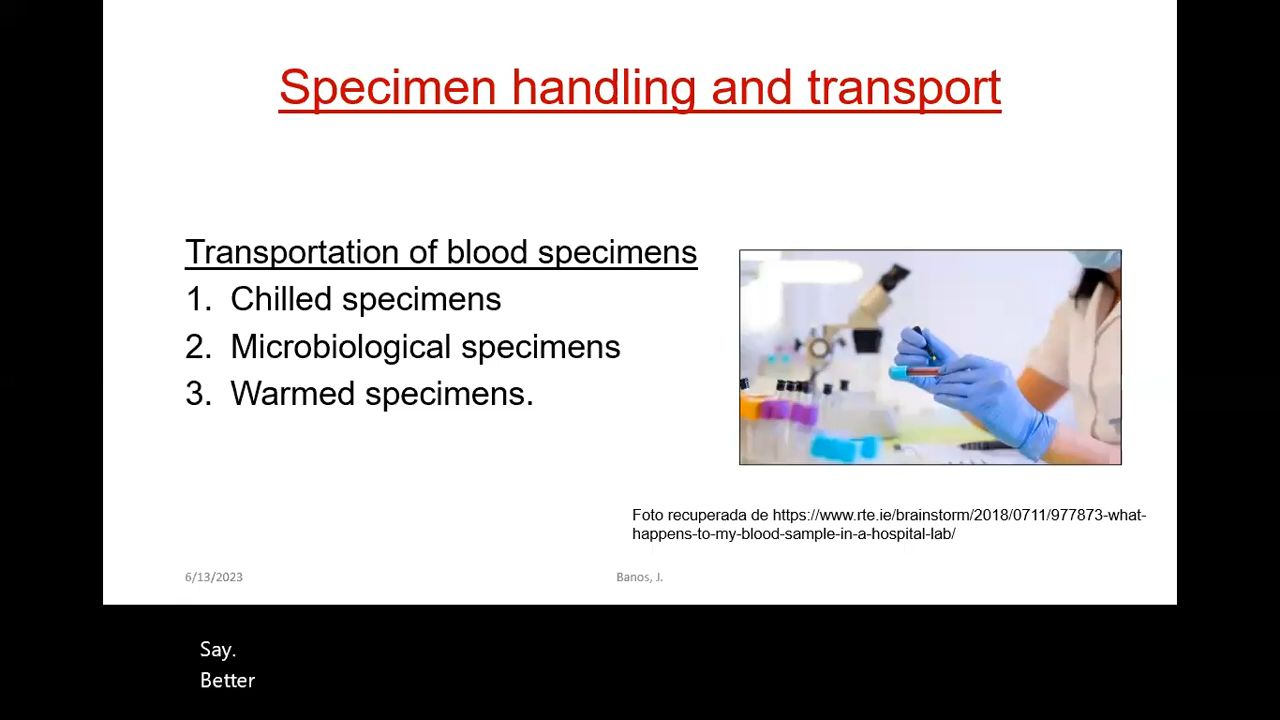 Specimen handling and transport
Transportation of blood specimens
1. Chilled specimens
2. Microbiological specimens
3. Warmed specimens.
Foto recuperada de https://www.rte.ie/brainstorm/2018/0711/977873-what-
happens-to-my-blood-sample-in-a-hospital-lab/
6/13/2023
Banos, J.
Say.
Better